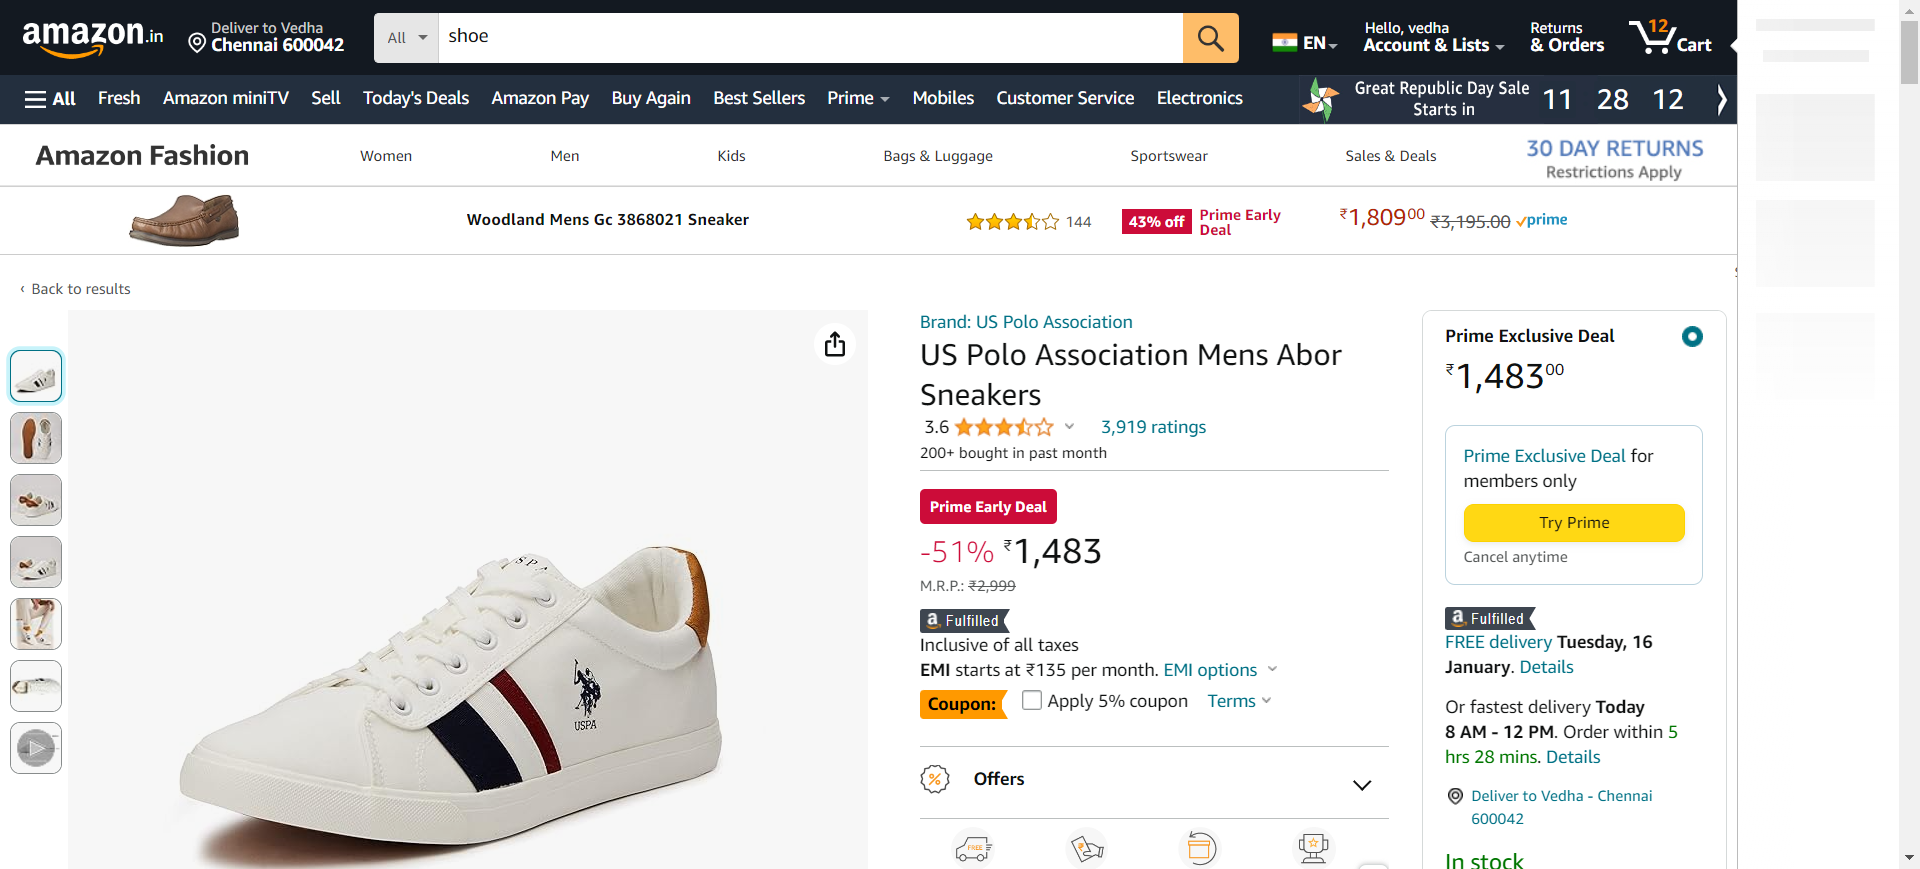 amazon.in
Deliver to Vedha
Chennai 600042
All
shoe
EN
Hello, vedha
Account & Lists
Returns
& Orders
12
Cart
All
Fresh
Amazon miniTV
Sell
Today's Deals
Amazon Pay
Buy Again
Best Sellers
Prime
Mobiles
Customer Service
Electronics
Great Republic Day Sale
Starts in
11 28 12
Amazon Fashion
Women
Men
Kids
Bags & Luggage
Sportswear
Sales & Deals
30 DAY RETURNS
Restrictions Apply
Woodland Mens Gc 3868021 Sneaker
144
43% off
Prime Early
Deal
₹1,80900 ₹3,195.00 prime
‹ Back to results
Brand: US Polo Association
US Polo Association Mens Abor
Sneakers
3.6
3,919 ratings
200+ bought in past month
Prime Early Deal
-51% ₹1,483
M.R.P.: ₹2,999
a Fulfilled
Inclusive of all taxes
EMI starts at ₹135 per month. EMI options
Coupon: Apply 5% coupon Terms
Offers
FREE
USPA
USPA
Prime Exclusive Deal
₹1,48300
Prime Exclusive Deal for
members only
Try Prime
Cancel anytime
a Fulfilled
FREE delivery Tuesday, 16
January. Details
Or fastest delivery Today
8 AM - 12 PM. Order within 5
hrs 28 mins. Details
Deliver to Vedha - Chennai
600042
In stock